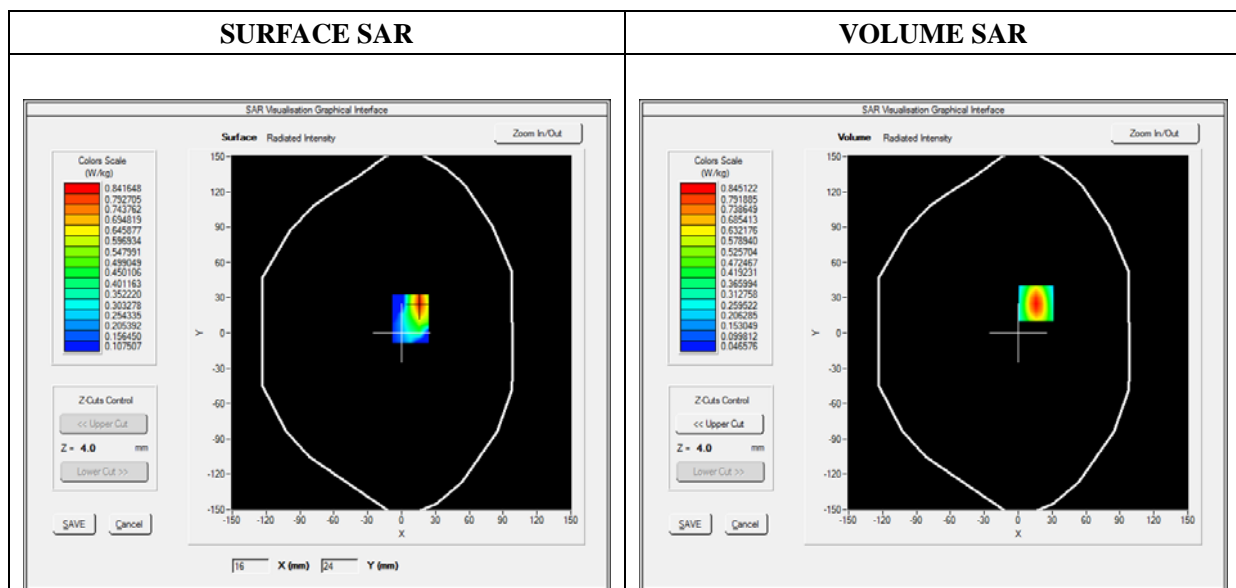 SURFACE SAR
SAR Visualisation Graphical Interface
Surface Radiated Intensity
Zoom In/Out
Colors Scale
(W/kg)
0.841648
0.792705
0.743762
0.694819
0.645877
0.596934
0.547991
0.499049
0.450106
0.401163
0.352220
0.303278
0.254335
0.205392
0.156450
0.107507
Z-Cuts Control
<< Upper Cut
Z = 4.0 mm
Lower Cut >>
SAVE Cancel
150
120
90
60
30
0
-30
-60
-90
-120
-150
Y
-150 -120 -90 -60 -30 0 30 60 90 120 150
X
16 X (mm) 24 Y (mm)
VOLUME SAR
SAR Visualisation Graphical Interface
Volume Radiated Intensity
Zoom In/Out
Colors Scale
(W/kg)
0.845122
0.791885
0.738649
0.685413
0.632176
0.578940
0.525704
0.472467
0.419231
0.365994
0.312758
0.259522
0.206285
0.153049
0.099812
0.046576
Z-Cuts Control
<< Upper Cut
Z = 4.0 mm
Lower Cut >>
SAVE Cancel
150
120
90
60
30
0
-30
-60
-90
-120
-150
Y
-150 -120 -90 -60 -30 0 30 60 90 120 150
X